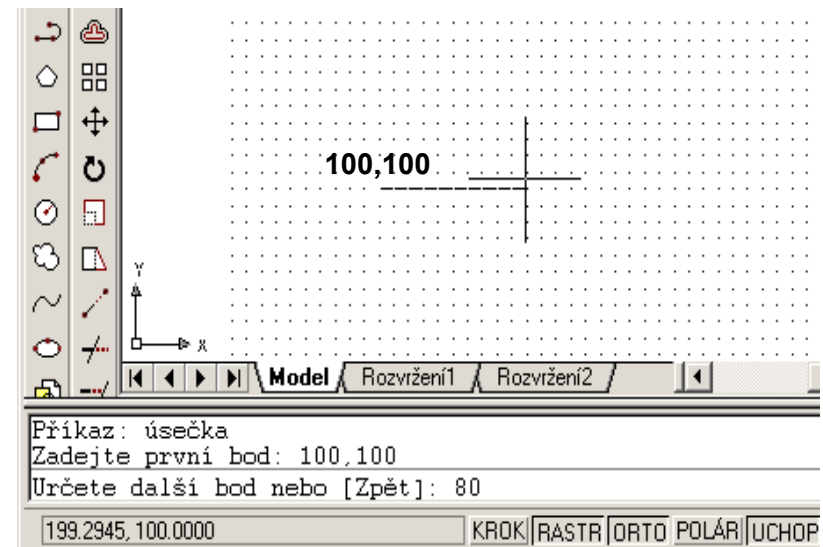 100,100
Y
X
Model Rozvržení1 Rozvržení2
Příkaz: úsečka
Zadejte první bod: 100,100
Určete další bod nebo [Zpět]: 80
199.2945, 100.0000 KROK RASTR ORTO POLÁR UCHOP